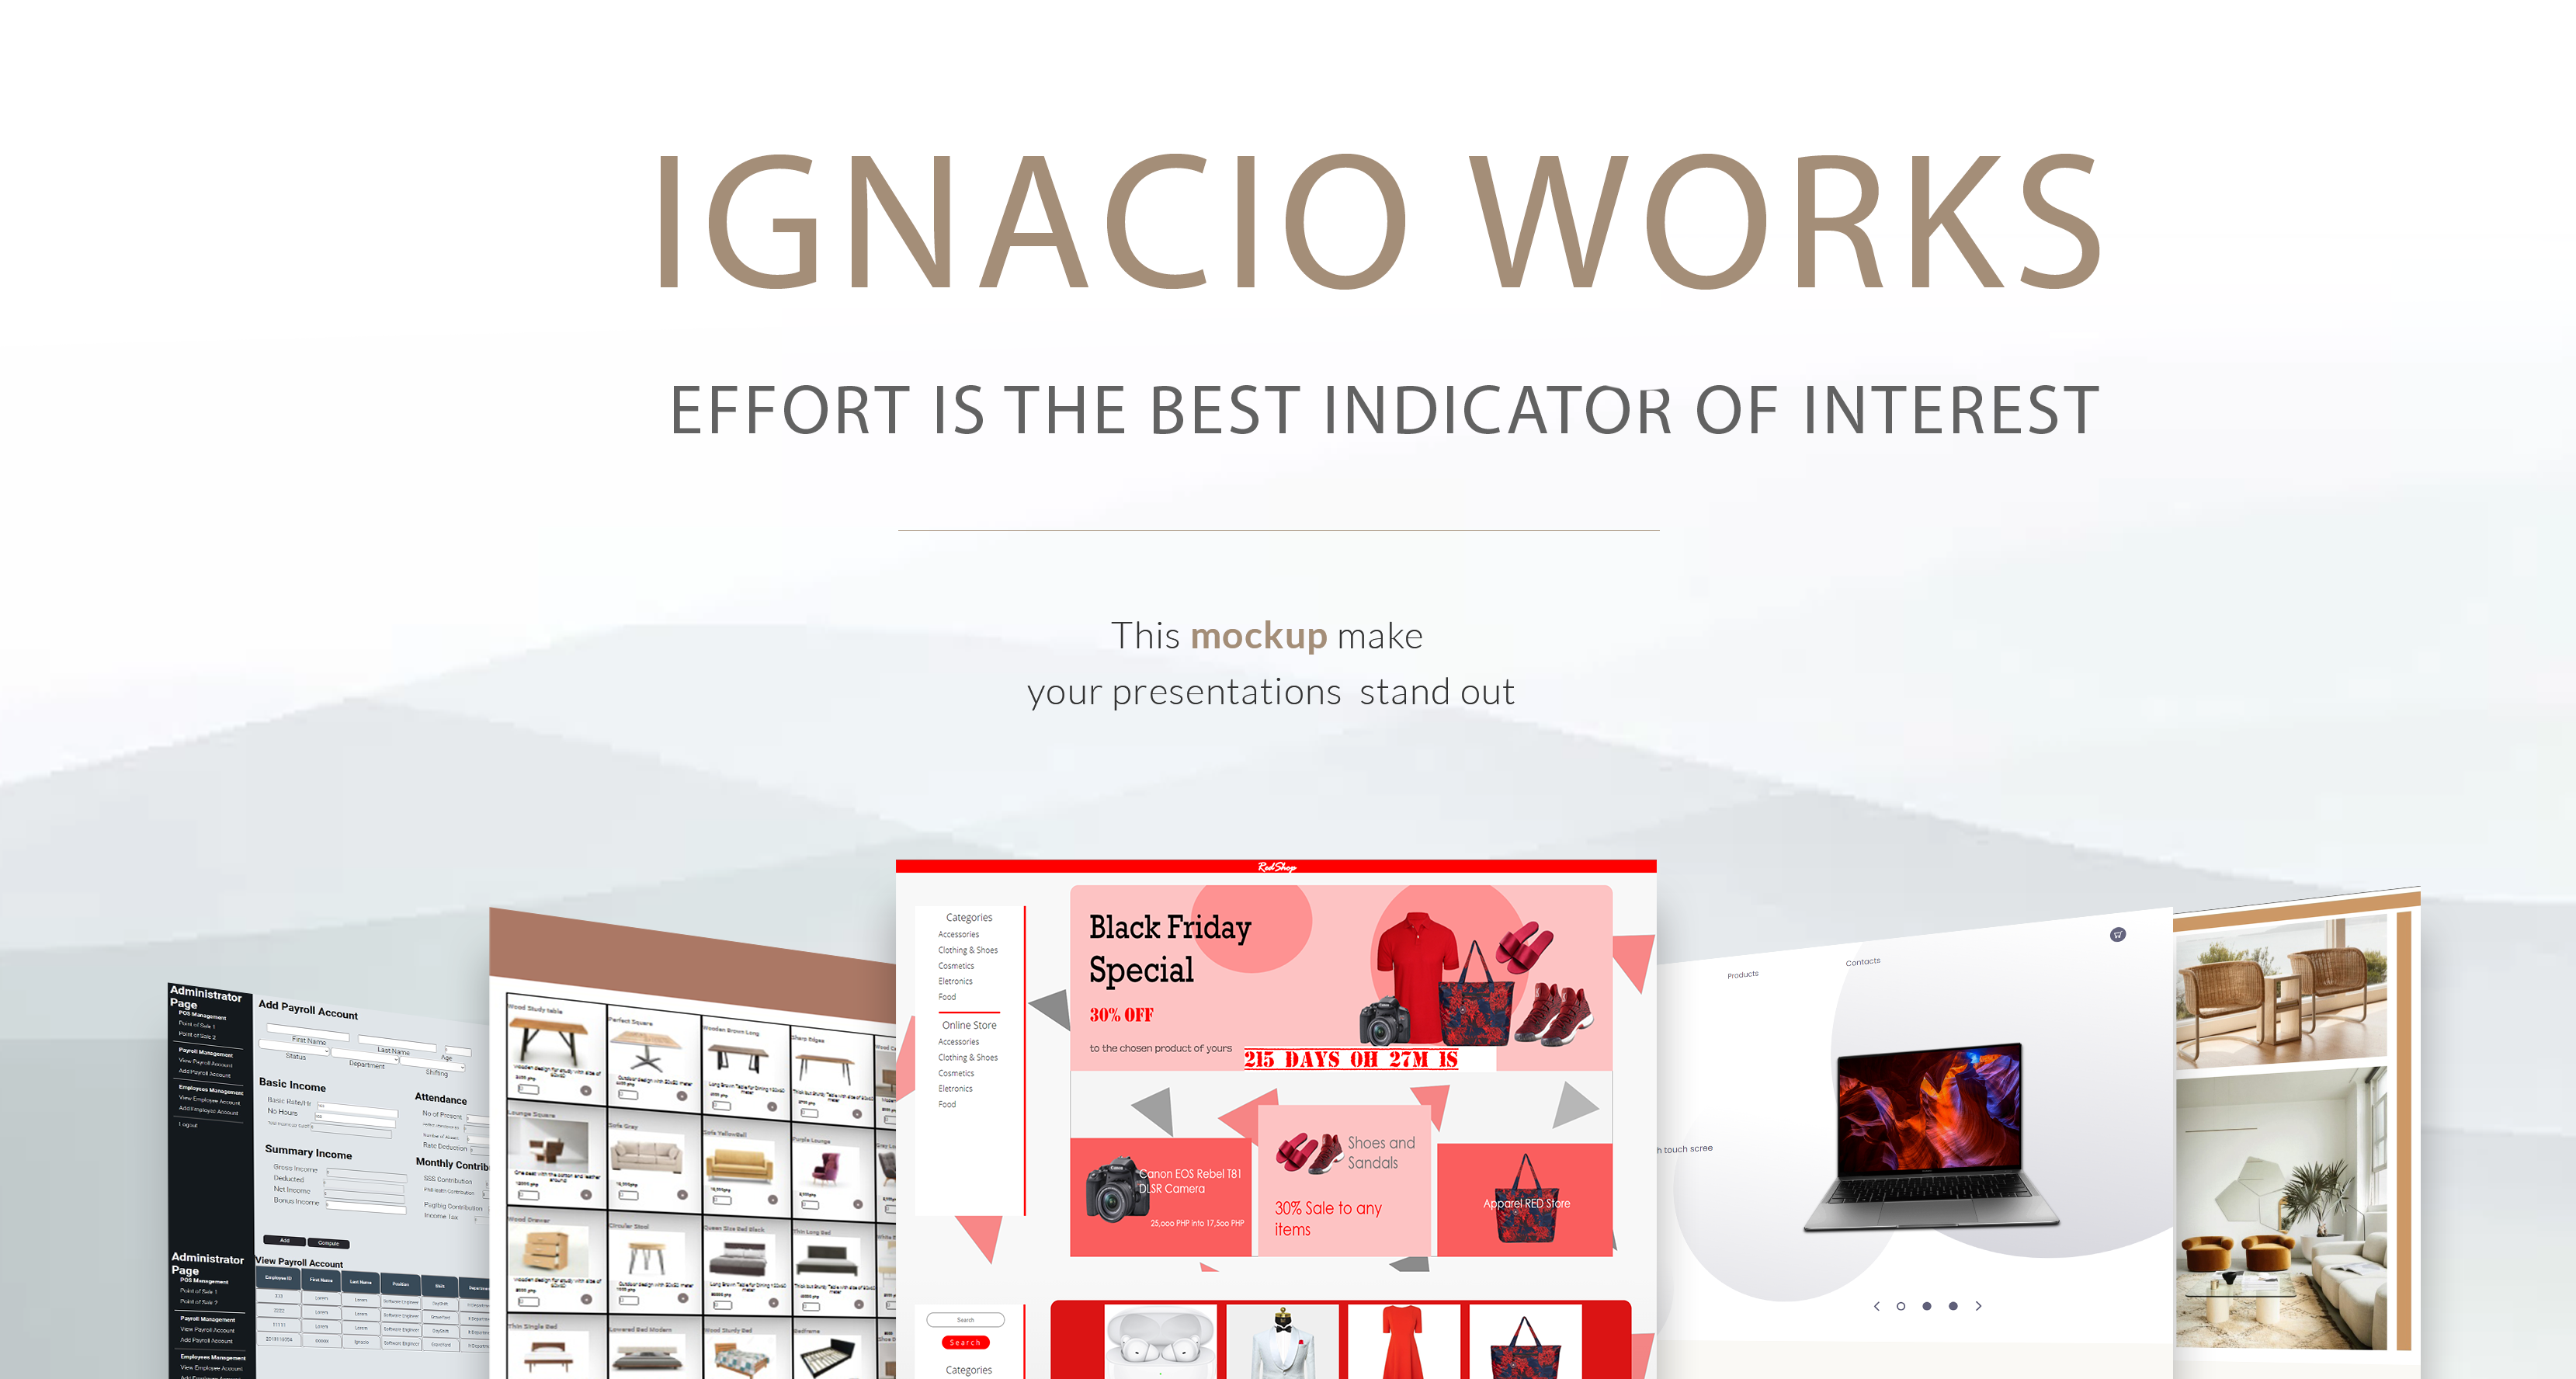 IGNACIO WORKS
EFFORT IS THE BEST INDICATOR OF INTEREST
This mockup make
your presentations stand out
Administrator
Page
POS Management
Point of Sale 1
Point of Sale 2
Payroll Management
View Payroll Account
Add Payroll Account
Employees Management
View Employee Account
Add Employee Account
Logout
Add Payroll Account
First Name
Last Name
Age
Status
Department
Shifting
Basic Income
Basic Rate/Hr
No Hours
Attendance
No of Present
Rate Deduction
Summary Income
Gross Income
Deducted
Net Income
Bonus Income
Monthly Contrib
SSS Contribution
PhilHealth Contribution
Pugibig Contribution
Income Tax
Add
Compute
Administrator
Page
POS Management
Point of Sale 1
Point of Sale 2
Payroll Management
View Payroll Account
Add Payroll Account
Employees Management
View Employee Account
View Payroll Account
Employee ID
First Name
Last Name
Position
Shift
Wood Study table
Perfect Square
Wooden Brown Long
Sharp Edges
Lounge Square
Sofa Grey
Sofa YellowBell
Purple Lounge
Wood Drawer
Circular Stool
Queen Size Bed Black
Thin Long Bed
Thin Single Bed
Lowered Bed Modern
Wood Sturdy Bed
Bedframe
RedShop
Categories
Accessories
Clothing & Shoes
Cosmetics
Eletronics
Food
Online Store
Accessories
Clothing & Shoes
Cosmetics
Eletronics
Food
Black Friday
Special
30% OFF
to the chosen product of yours
215 DAYS 0H 27M 1S
Canon EOS Rebel T81
DLSR Camera
25,000 PHP into 17,500 PHP
Shoes and
Sandals
30% Sale to any
items
Apparel RED Store
Search
Search
Categories
Products
Contacts
h touch scree